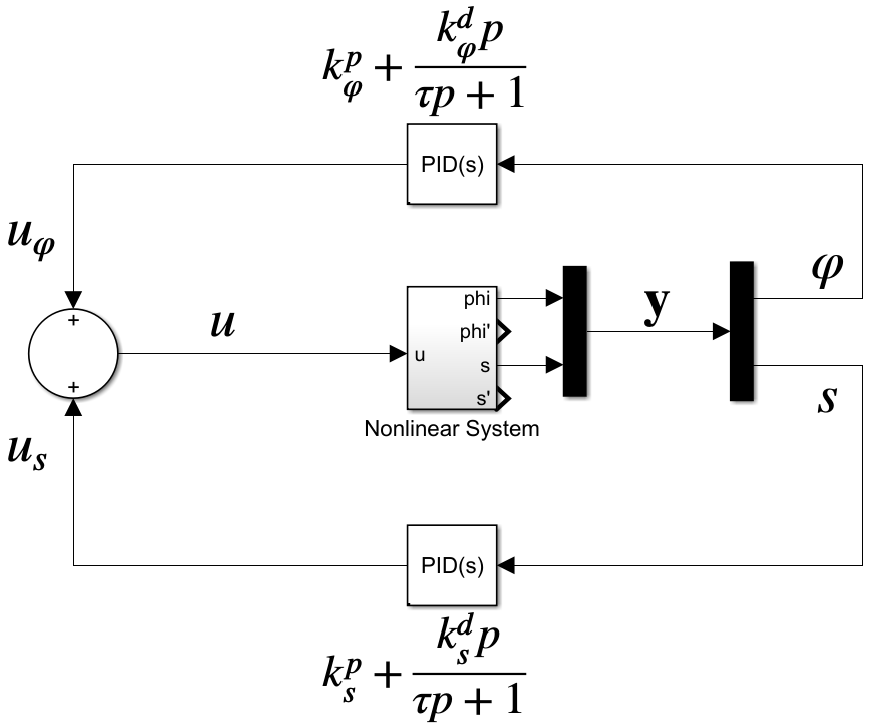 k_φ^p + k_φ^d p / τp + 1
PID(s)
u_φ
φ
+
phi
u
y
phi'
u
s
+
s'
s
Nonlinear System
u_s
PID(s)
k_s^p + k_s^d p / τp + 1